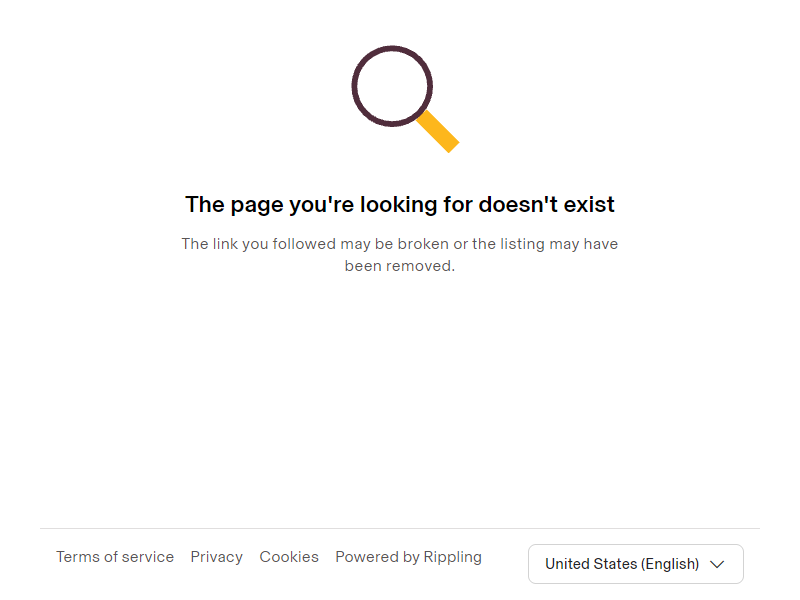 The page you're looking for doesn't exist
The link you followed may be broken or the listing may have
been removed.
Terms of service Privacy Cookies Powered by Rippling United States (English)